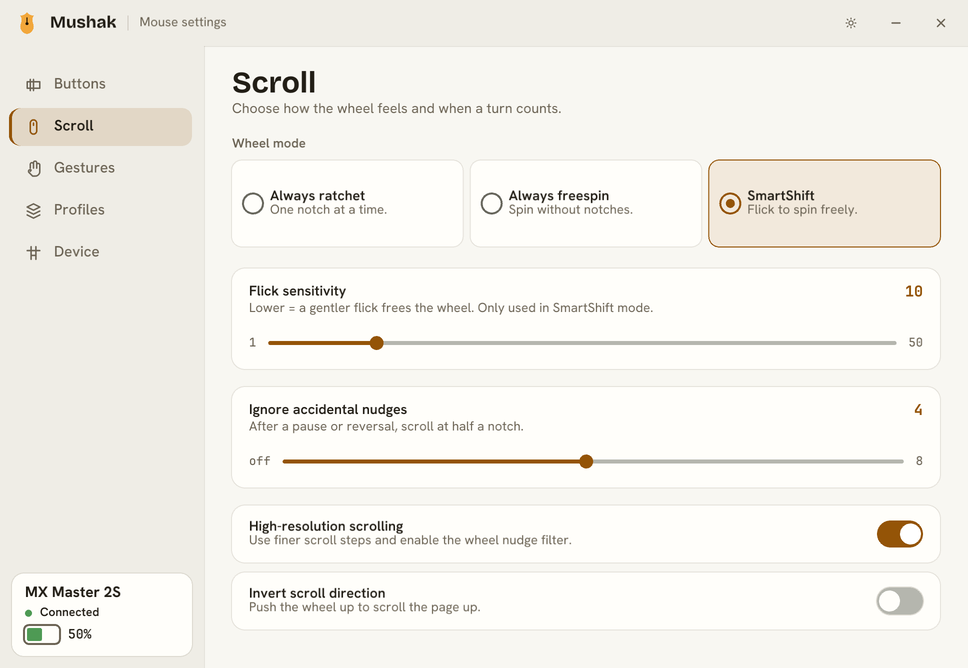 Mushak
Mouse settings
Buttons
Scroll
Gestures
Profiles
Device
MX Master 2S
Connected
50%
Scroll
Choose how the wheel feels and when a turn counts.
Wheel mode
Always ratchet
One notch at a time.
Always freespin
Spin without notches.
SmartShift
Flick to spin freely.
Flick sensitivity
10
Lower = a gentler flick frees the wheel. Only used in SmartShift mode.
1
50
Ignore accidental nudges
4
After a pause or reversal, scroll at half a notch.
off
8
High-resolution scrolling
Use finer scroll steps and enable the wheel nudge filter.
Invert scroll direction
Push the wheel up to scroll the page up.